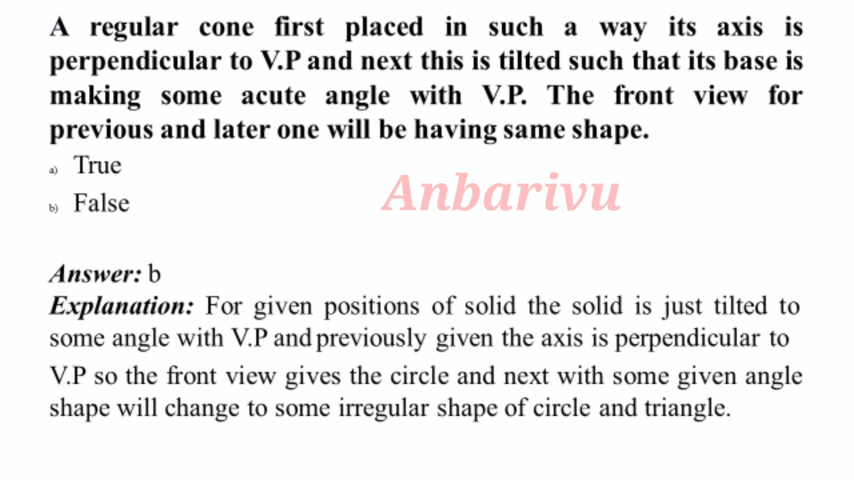 A regular cone first placed in such a way its axis is
perpendicular to V.P and next this is tilted such that its base is
making some acute angle with V.P. The front view for
previous and later one will be having same shape.
a) True
Anbarivu
b) False
Answer: b
Explanation: For given positions of solid the solid is just tilted to
some angle with V.P and previously given the axis is perpendicular to
V.P so the front view gives the circle and next with some given angle
shape will change to some irregular shape of circle and triangle.